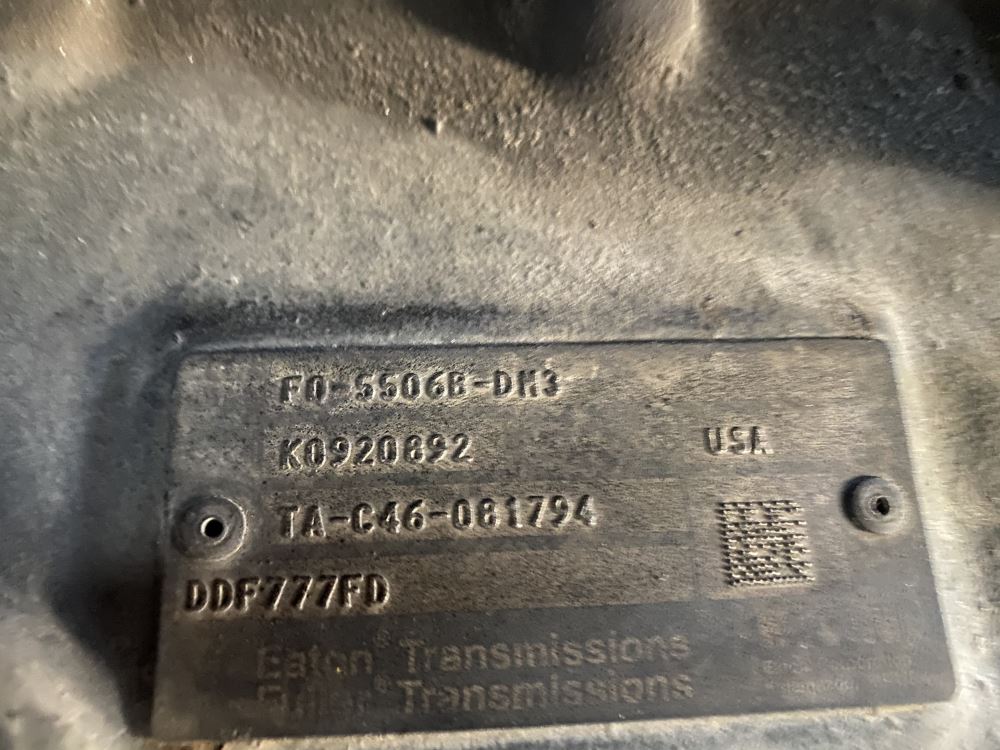 FO-5506B-DM3
K0920892
USA
TA-C46-081794
DDF777FD
Eaton® Transmissions
Fuller® Transmissions